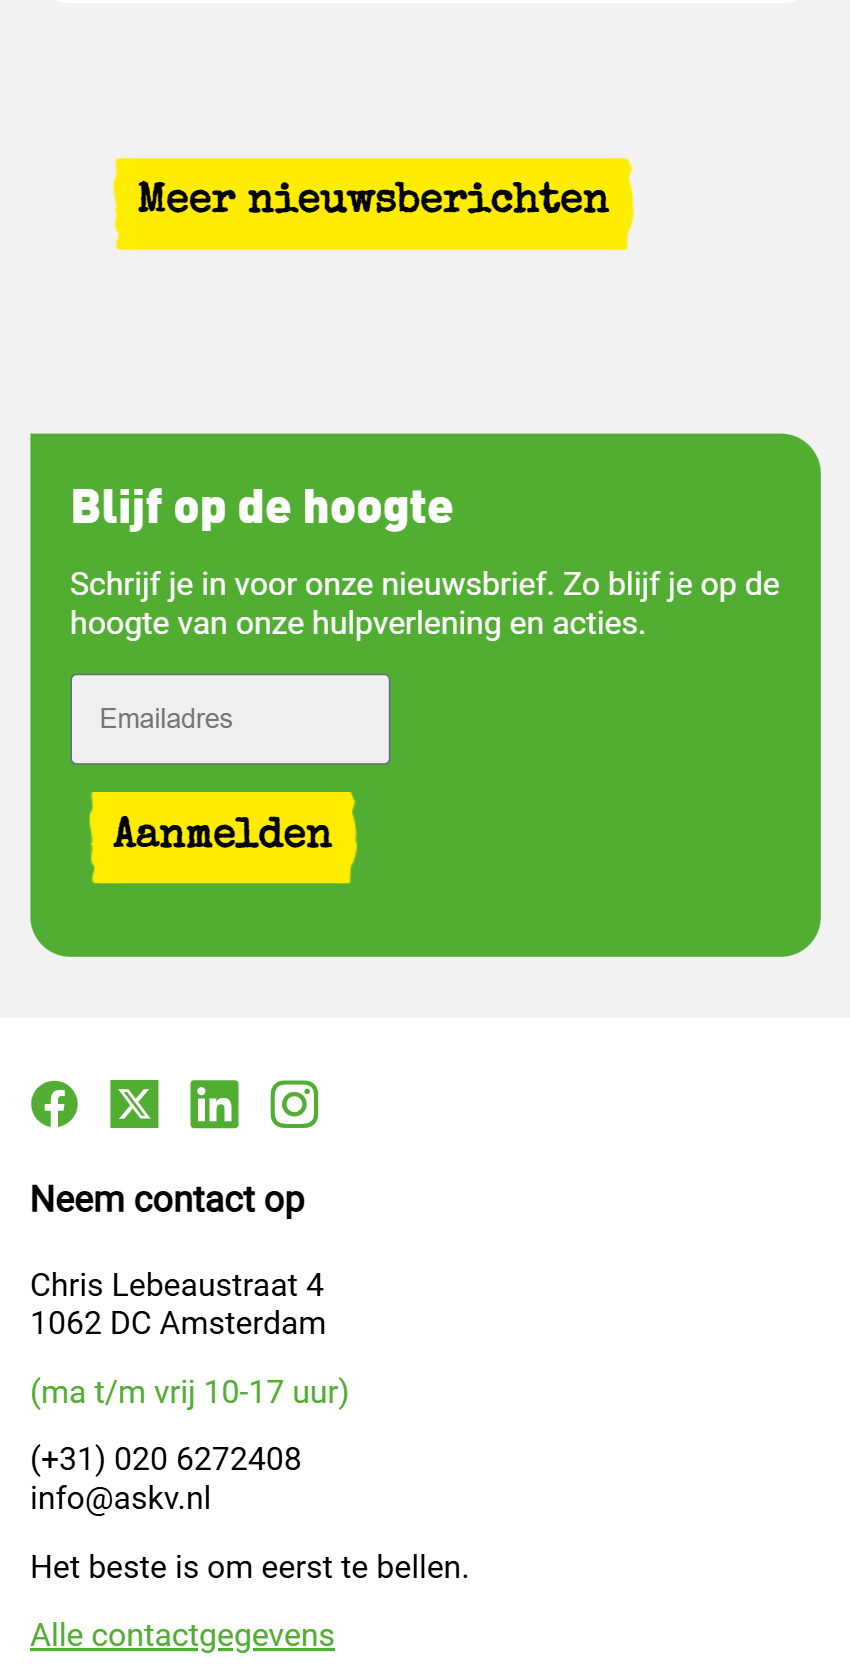 Meer nieuwsberichten
Blijf op de hoogte
Schrijf je in voor onze nieuwsbrief. Zo blijf je op de
hoogte van onze hulpverlening en acties.
Emailadres
Aanmelden
Neem contact op
Chris Lebeaustraat 4
1062 DC Amsterdam
(ma t/m vrij 10-17 uur)
(+31) 020 6272408
info@askv.nl
Het beste is om eerst te bellen.
Alle contactgegevens